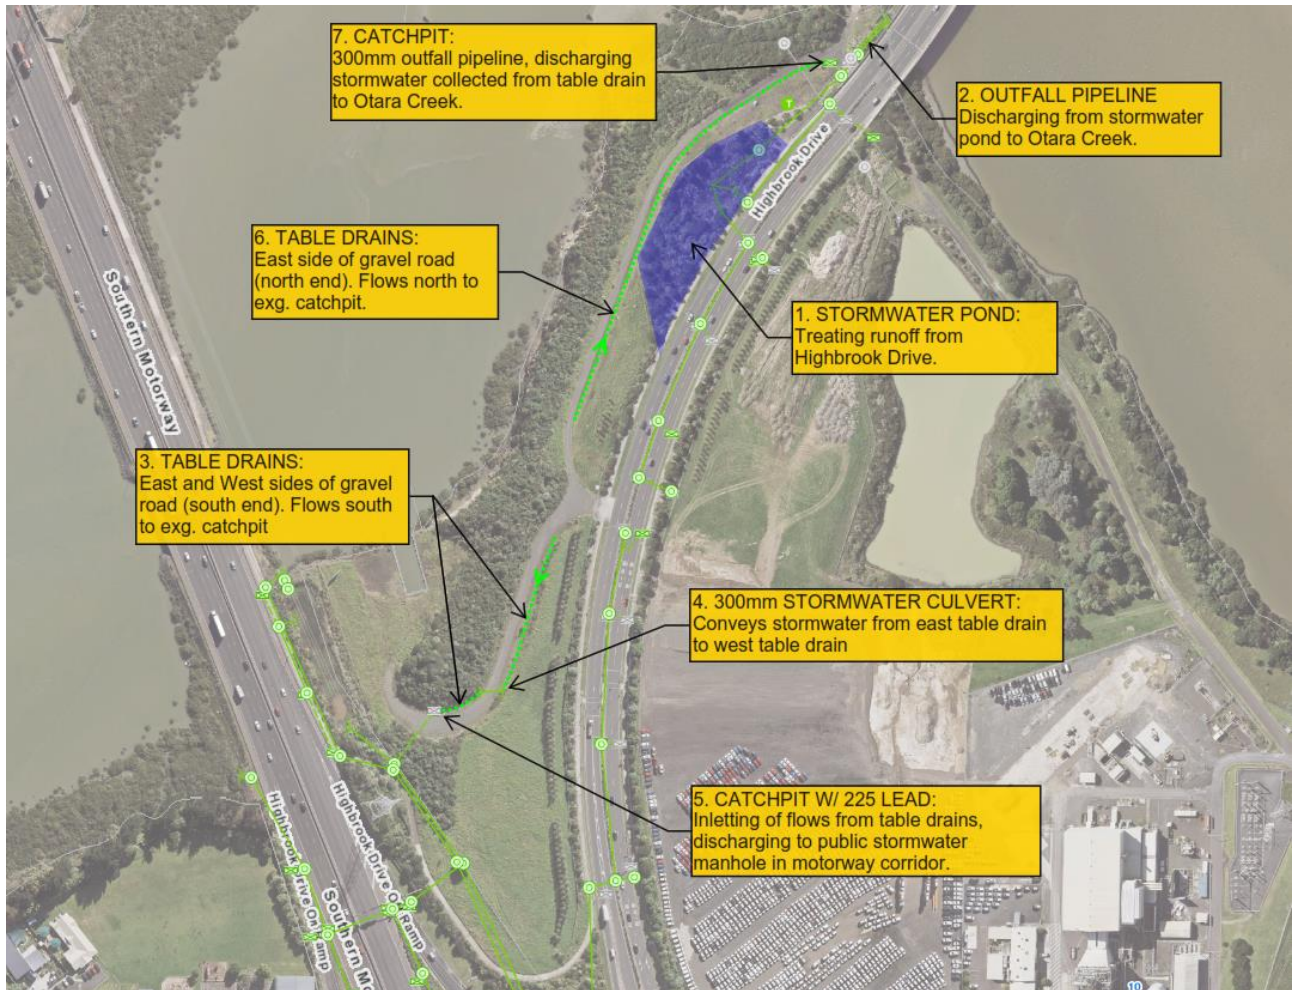 7. CATCHPIT:
300mm outfall pipeline, discharging
stormwater collected from table drain
to Otara Creek.
2. OUTFALL PIPELINE
Discharging from stormwater
pond to Otara Creek.
T
Highbrook Drive
6. TABLE DRAINS:
East side of gravel road
(north end). Flows north to
exg. catchpit.
Southern Motorway
1. STORMWATER POND:
Treating runoff from
Highbrook Drive.
3. TABLE DRAINS:
East and West sides of gravel
road (south end). Flows south
to exg. catchpit
4. 300mm STORMWATER CULVERT:
Conveys stormwater from east table drain
to west table drain
5. CATCHPIT W/ 225 LEAD:
Inletting of flows from table drains,
discharging to public stormwater
manhole in motorway corridor.
Highbrook Drive On Ramp
Highbrook Drive Off Ramp
Southern Mo
10